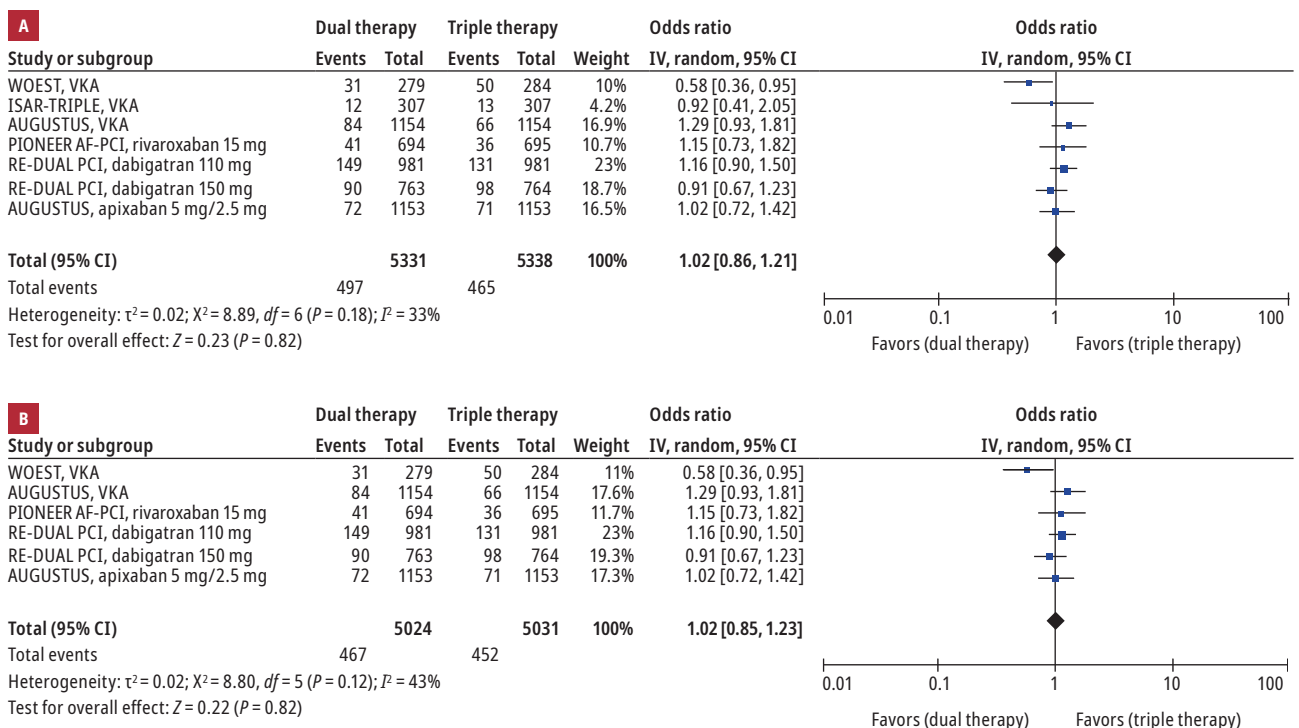 A Dual therapy Triple therapy Odds ratio Odds ratio
Study or subgroup Events Total Events Total Weight IV, random, 95% CI IV, random, 95% CI
WOEST, VKA 31 279 50 284 10% 0.58 [0.36, 0.95]
ISAR-TRIPLE, VKA 12 307 13 307 4.2% 0.92 [0.41, 2.05]
AUGUSTUS, VKA 84 1154 66 1154 16.9% 1.29 [0.93, 1.81]
PIONEER AF-PCI, rivaroxaban 15 mg 41 694 36 695 10.7% 1.15 [0.73, 1.82]
RE-DUAL PCI, dabigatran 110 mg 149 981 131 981 23% 1.16 [0.90, 1.50]
RE-DUAL PCI, dabigatran 150 mg 90 763 98 764 18.7% 0.91 [0.67, 1.23]
AUGUSTUS, apixaban 5 mg/2.5 mg 72 1153 71 1153 16.5% 1.02 [0.72, 1.42]
Total (95% CI) 5331 5338 100% 1.02 [0.86, 1.21]
Total events 497 465
Heterogeneity: τ² = 0.02; X² = 8.89, df = 6 (P = 0.18); I² = 33%
0.01 0.1 1 10 100
Test for overall effect: Z = 0.23 (P = 0.82)
Favors (dual therapy) Favors (triple therapy)
B Dual therapy Triple therapy Odds ratio Odds ratio
Study or subgroup Events Total Events Total Weight IV, random, 95% CI IV, random, 95% CI
WOEST, VKA 31 279 50 284 11% 0.58 [0.36, 0.95]
AUGUSTUS, VKA 84 1154 66 1154 17.6% 1.29 [0.93, 1.81]
PIONEER AF-PCI, rivaroxaban 15 mg 41 694 36 695 11.7% 1.15 [0.73, 1.82]
RE-DUAL PCI, dabigatran 110 mg 149 981 131 981 23% 1.16 [0.90, 1.50]
RE-DUAL PCI, dabigatran 150 mg 90 763 98 764 19.3% 0.91 [0.67, 1.23]
AUGUSTUS, apixaban 5 mg/2.5 mg 72 1153 71 1153 17.3% 1.02 [0.72, 1.42]
Total (95% CI) 5024 5031 100% 1.02 [0.85, 1.23]
Total events 467 452
Heterogeneity: τ² = 0.02; X² = 8.80, df = 5 (P = 0.12); I² = 43%
0.01 0.1 1 10 100
Test for overall effect: Z = 0.22 (P = 0.82)
Favors (dual therapy) Favors (triple therapy)